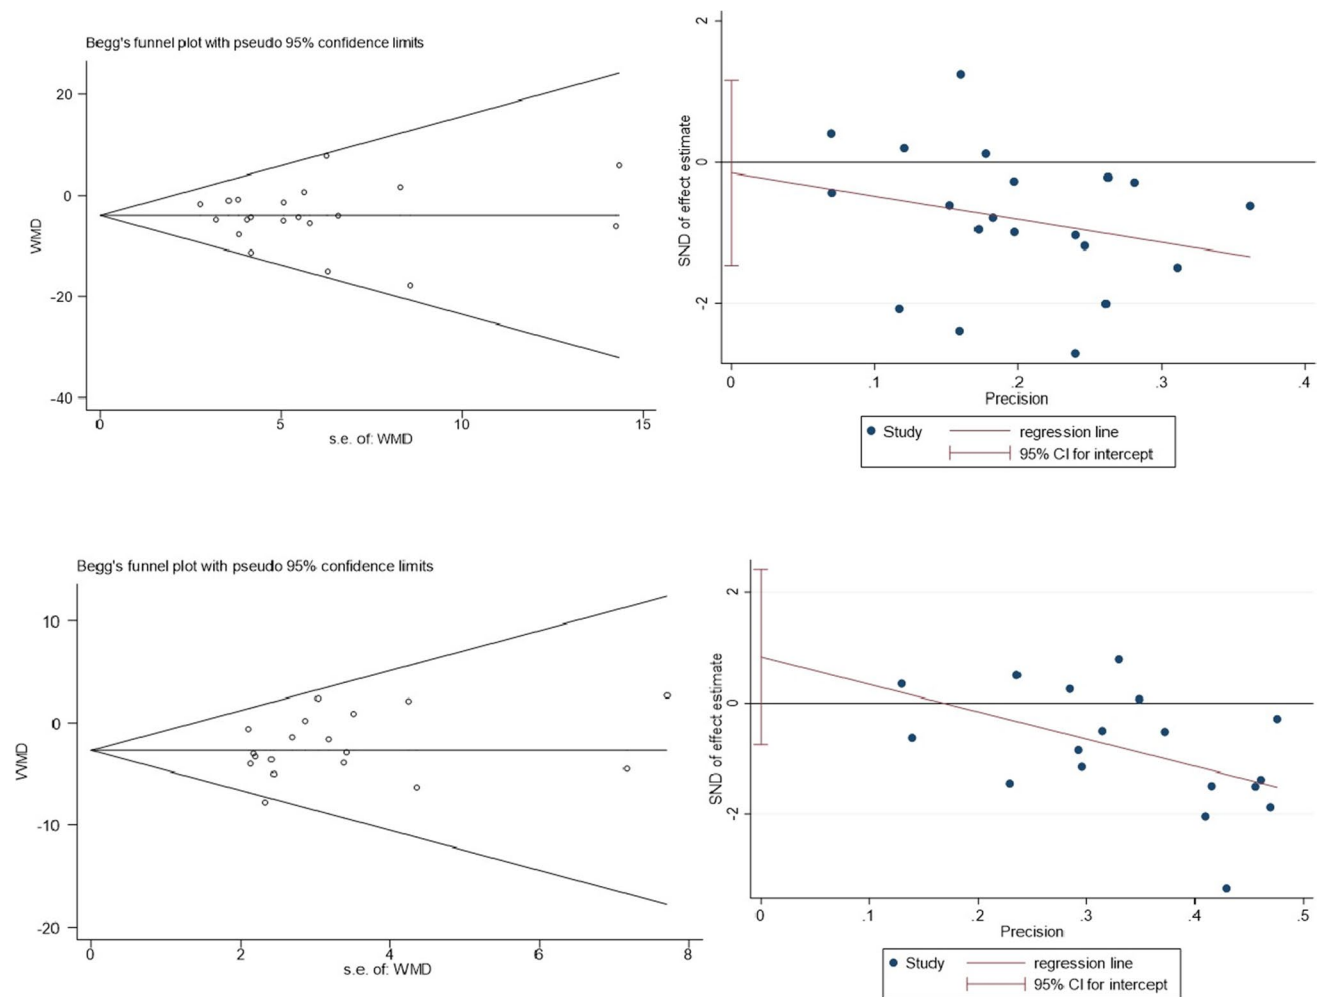 Begg's funnel plot with pseudo 95% confidence limits
20
0
-20
-40
WMD
0 5 10 15
s.e. of: WMD
2
0
-2
SND of effect estimate
0 .1 .2 .3 .4
Precision
Study regression line
95% CI for intercept
Begg's funnel plot with pseudo 95% confidence limits
10
0
-10
-20
WMD
0 2 4 6 8
s.e. of: WMD
2
0
-2
SND of effect estimate
0 .1 .2 .3 .4 .5
Precision
Study regression line
95% CI for intercept